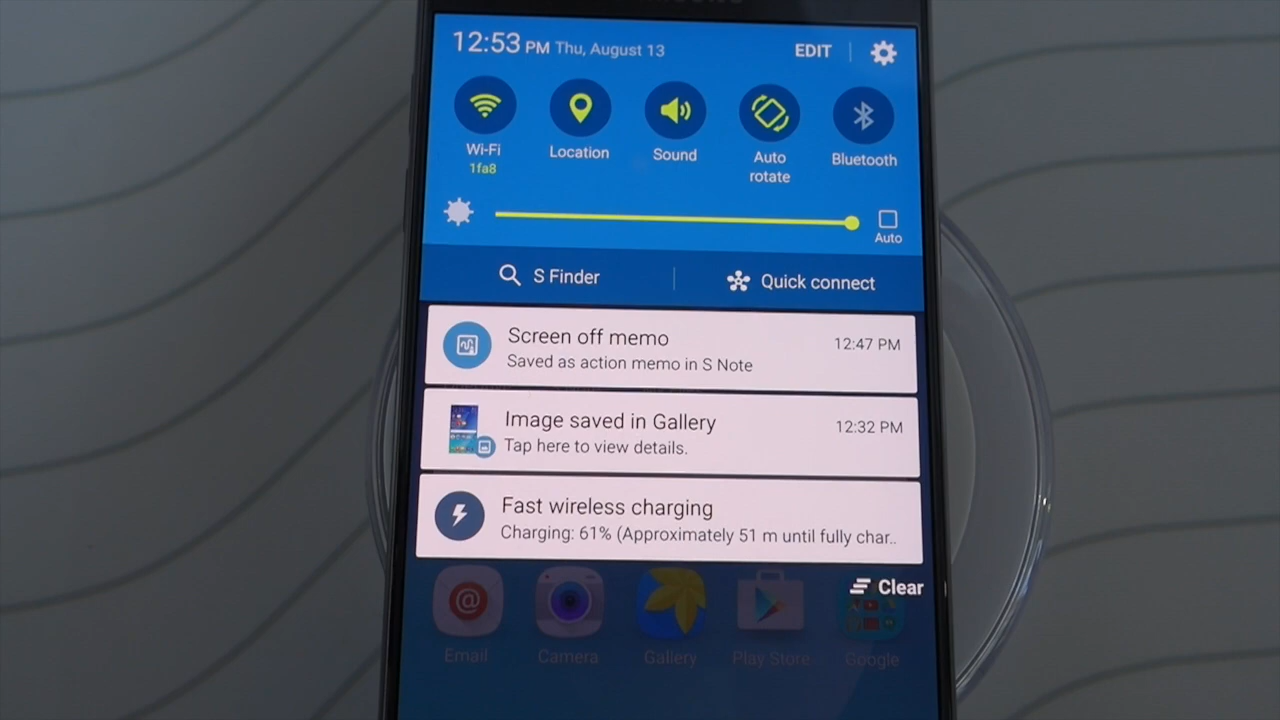 12:53 PM Thu, August 13 EDIT
Wi-Fi Location Sound Auto rotate Bluetooth
1fa8
Auto
S Finder Quick connect
Screen off memo 12:47 PM
Saved as action memo in S Note
Image saved in Gallery 12:32 PM
Tap here to view details.
Fast wireless charging
Charging: 61% (Approximately 51 m until fully char..
Clear
Email Camera Gallery Play Store Google